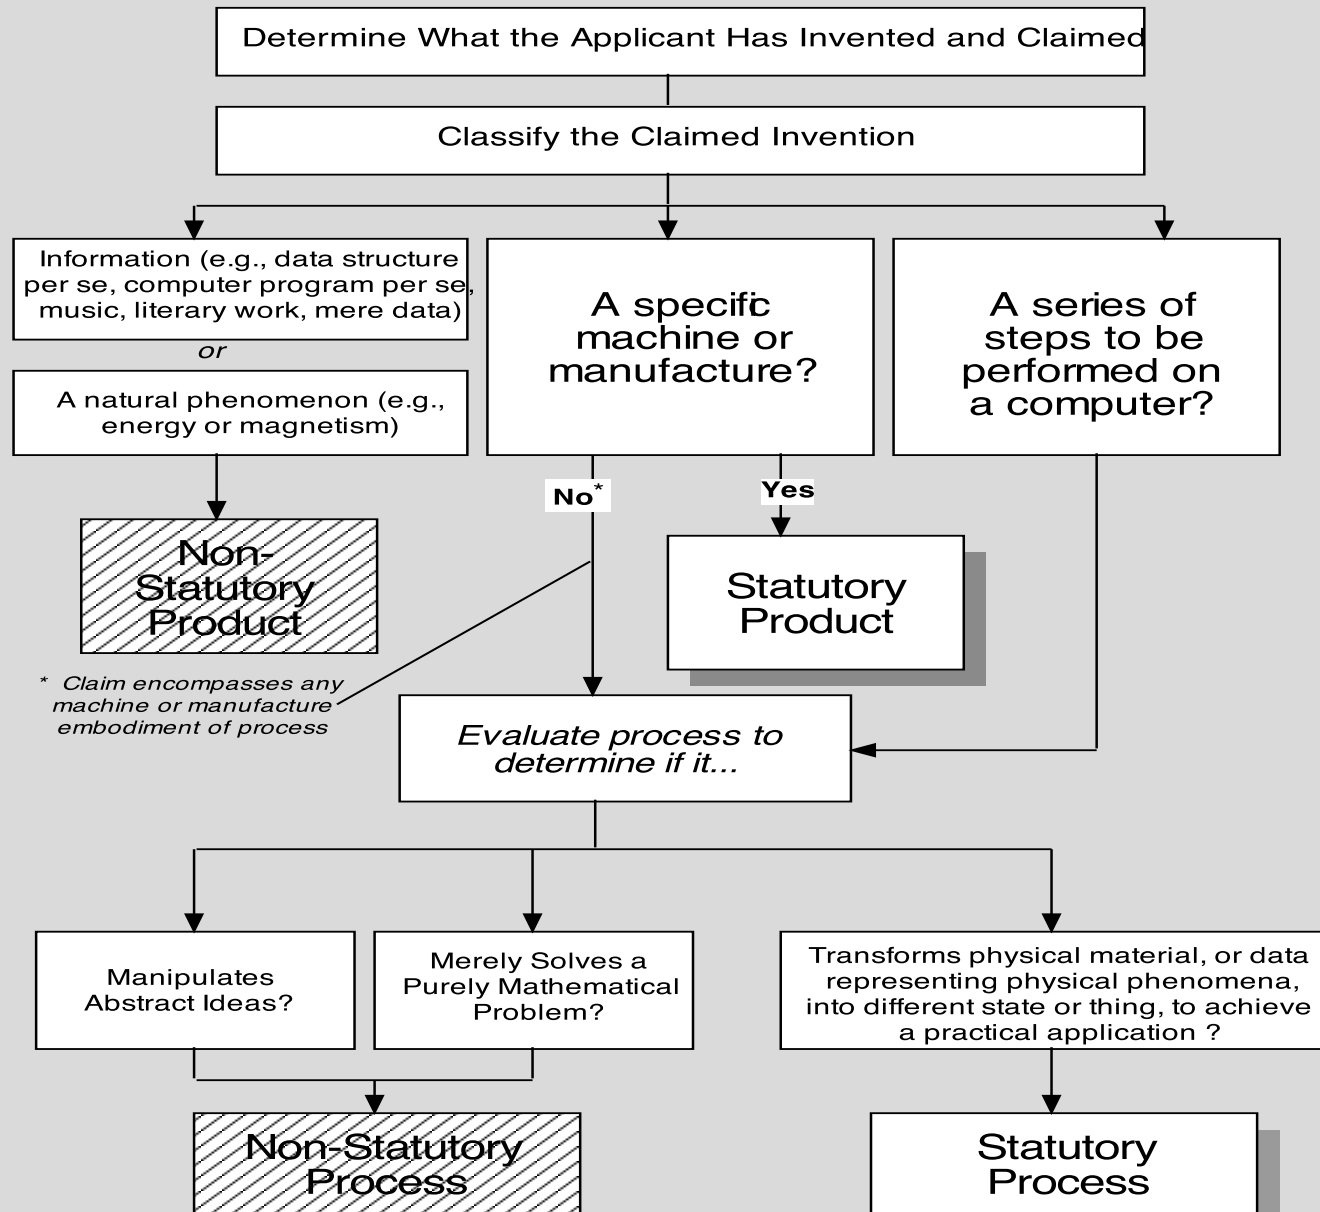 Determine What the Applicant Has Invented and Claimed
Classify the Claimed Invention
Information (e.g., data structure
per se, computer program per se,
music, literary work, mere data)
or
A natural phenomenon (e.g.,
energy or magnetism)
A specific
machine or
manufacture?
A series of
steps to be
performed on
a computer?
No*
Yes
Non-
Statutory
Product
Statutory
Product
* Claim encompasses any
machine or manufacture
embodiment of process
Evaluate process to
determine if it...
Manipulates
Abstract Ideas?
Merely Solves a
Purely Mathematical
Problem?
Transforms physical material, or data
representing physical phenomena,
into different state or thing, to achieve
a practical application ?
Non-Statutory
Process
Statutory
Process